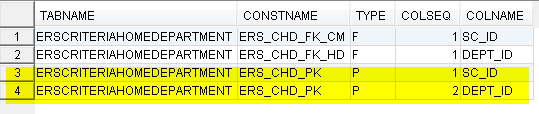 TABNAME CONSTNAME TYPE COLSEQ COLNAME
1 ERSCRITERIAHOMEDEPARTMENT ERS_CHD_FK_CM F 1 SC_ID
2 ERSCRITERIAHOMEDEPARTMENT ERS_CHD_FK_HD F 1 DEPT_ID
3 ERSCRITERIAHOMEDEPARTMENT ERS_CHD_PK P 1 SC_ID
4 ERSCRITERIAHOMEDEPARTMENT ERS_CHD_PK P 2 DEPT_ID